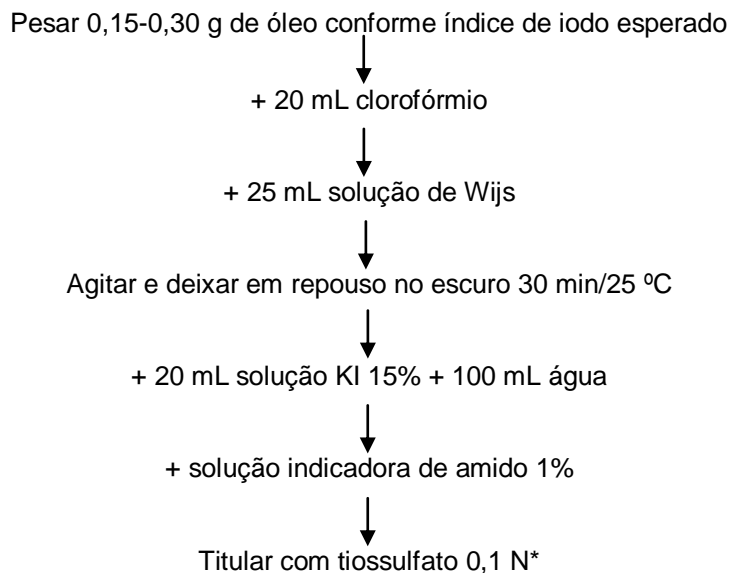 Pesar 0,15-0,30 g de óleo conforme índice de iodo esperado
+ 20 mL clorofórmio
+ 25 mL solução de Wijs
Agitar e deixar em repouso no escuro 30 min/25 ºC
+ 20 mL solução KI 15% + 100 mL água
+ solução indicadora de amido 1%
Titular com tiossulfato 0,1 N*